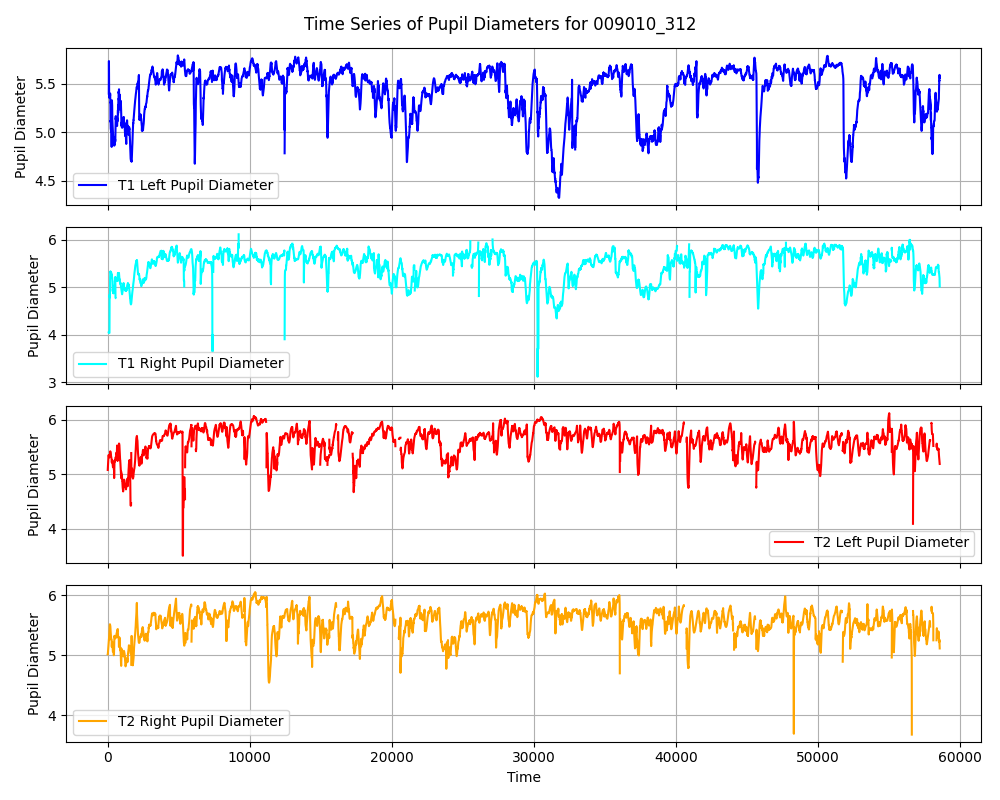 Time Series of Pupil Diameters for 009010_312
Pupil Diameter
5.5
5.0
4.5
T1 Left Pupil Diameter
Pupil Diameter
6
5
4
3
T1 Right Pupil Diameter
Pupil Diameter
6
5
4
T2 Left Pupil Diameter
Pupil Diameter
6
5
4
T2 Right Pupil Diameter
0 10000 20000 30000 40000 50000 60000
Time